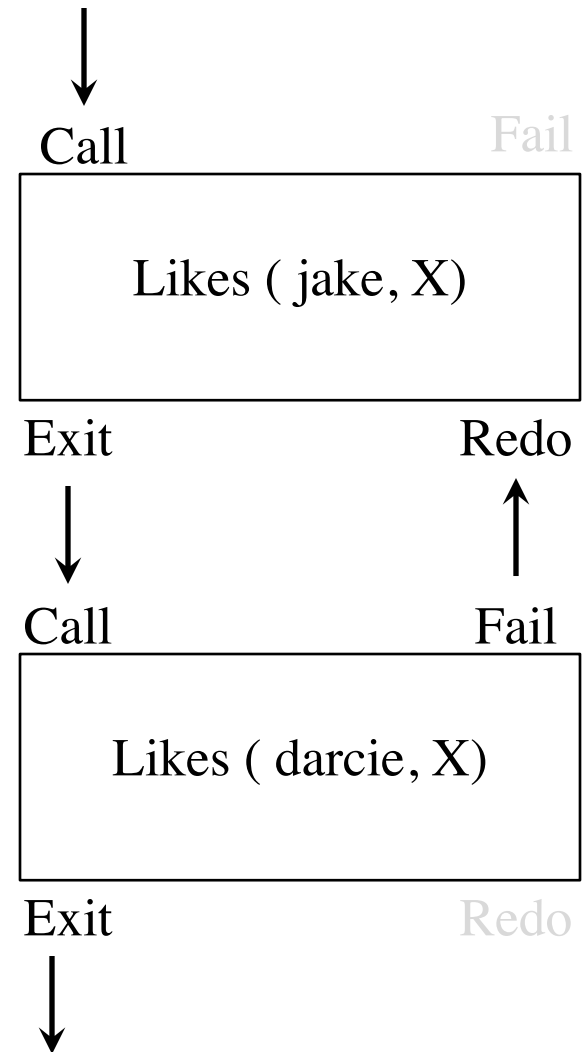 Call Fail
Likes ( jake, X)
Exit Redo
Call Fail
Likes ( darcie, X)
Exit Redo